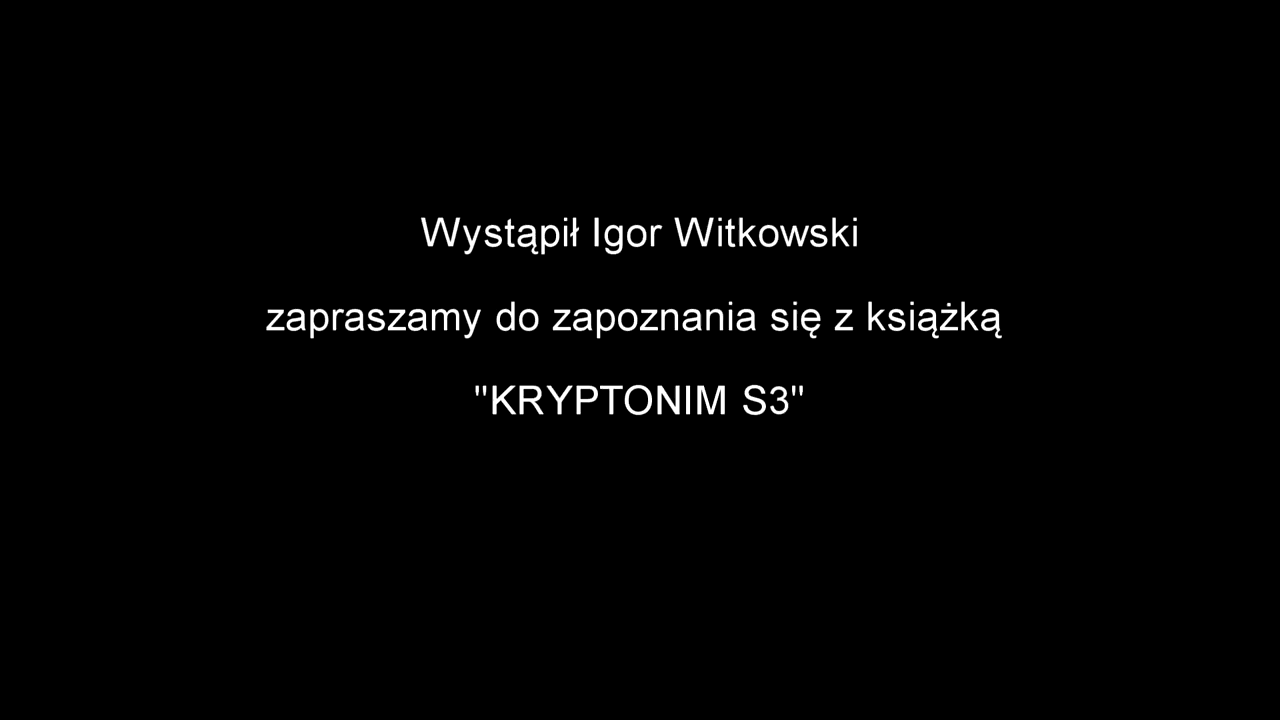 Wystąpił Igor Witkowski
zapraszamy do zapoznania się z książką
"KRYPTONIM S3"